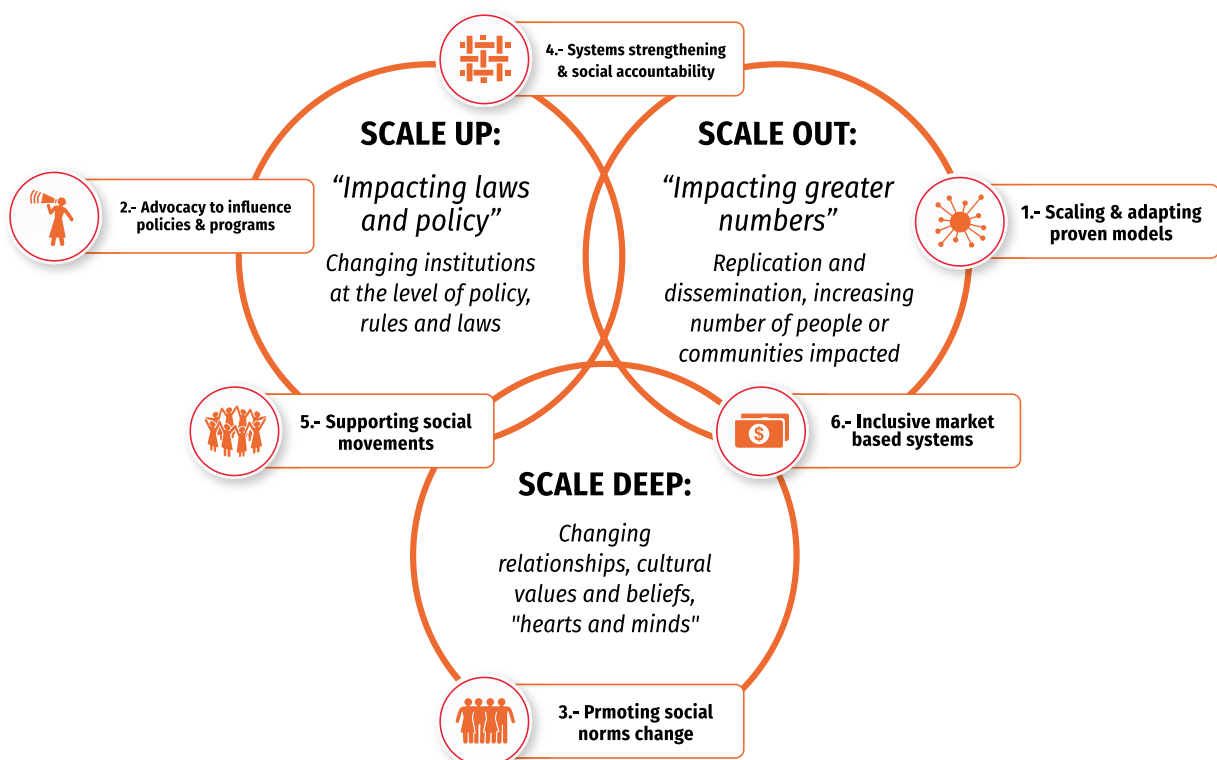 4.- Systems strengthening
& social accountability
SCALE UP:
“Impacting laws
and policy”
Changing institutions
at the level of policy,
rules and laws
SCALE OUT:
“Impacting greater
numbers”
Replication and
dissemination, increasing
number of people or
communities impacted
2.- Advocacy to influence
policies & programs
1.- Scaling & adapting
proven models
5.- Supporting social
movements
$
6.- Inclusive market
based systems
SCALE DEEP:
Changing
relationships, cultural
values and beliefs,
"hearts and minds"
3.- Prmoting social
norms change